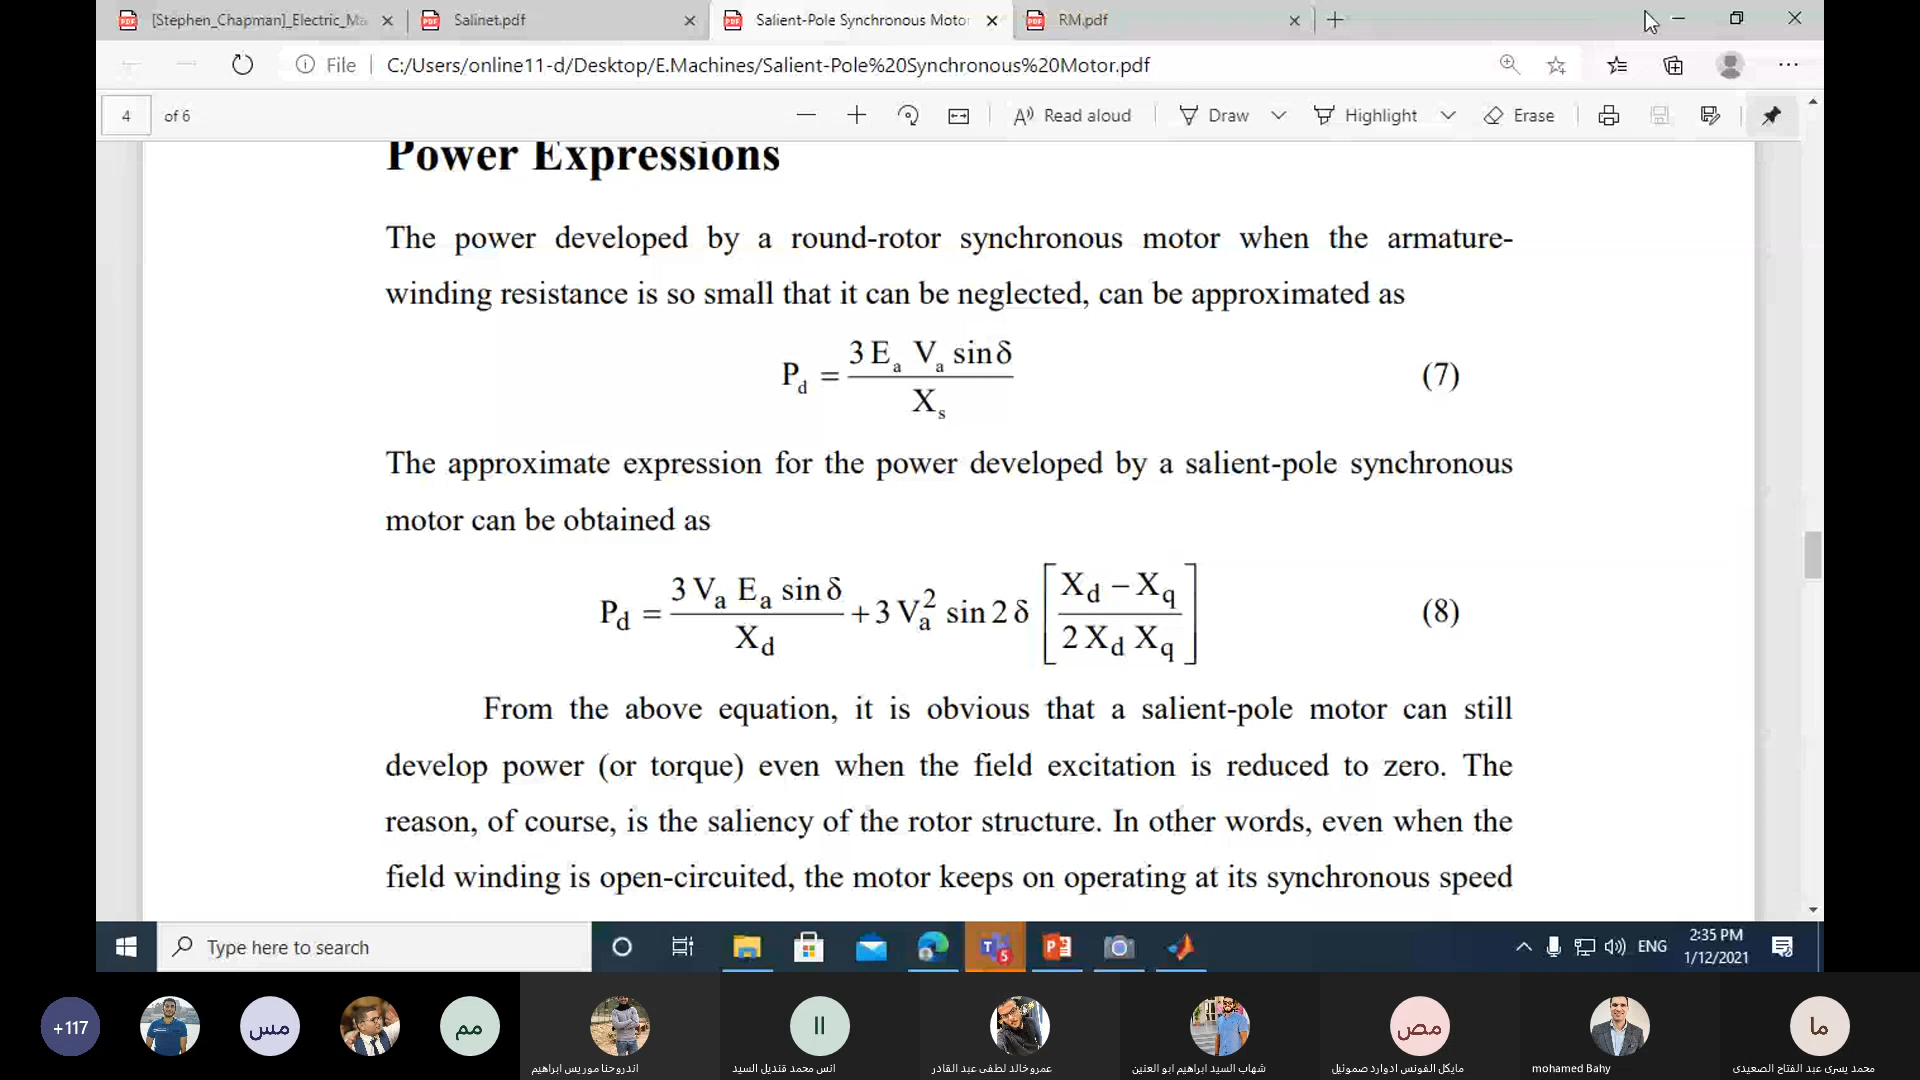 [Stephen_Chapman]_Electric_Ma
Salinet.pdf
Salient-Pole Synchronous Motor
RM.pdf
File
C:/Users/online11-d/Desktop/E.Machines/Salient-Pole%20Synchronous%20Motor.pdf
4 of 6
Read aloud
Draw
Highlight
Erase
Power Expressions
The power developed by a round-rotor synchronous motor when the armature-
winding resistance is so small that it can be neglected, can be approximated as
P_d = 3 E_a V_a sin δ / X_s (7)
The approximate expression for the power developed by a salient-pole synchronous
motor can be obtained as
P_d = 3 V_a E_a sin δ / X_d + 3 V_a^2 sin 2 δ [ X_d − X_q / 2 X_d X_q ] (8)
From the above equation, it is obvious that a salient-pole motor can still
develop power (or torque) even when the field excitation is reduced to zero. The
reason, of course, is the saliency of the rotor structure. In other words, even when the
field winding is open-circuited, the motor keeps on operating at its synchronous speed
Type here to search
ENG
2:35 PM
1/12/2021
+117
مس
مم
اندروحنا موريس ابراهيم
اا
انس محمد قنديل السيد
عمروخالد لطفى عبد القادر
شهاب السيد ابراهيم ابو العنين
مص
مايكل الفونس ادوارد صموئيل
mohamed Bahy
ما
محمد يسرى عبد الفتاح الصعيدى